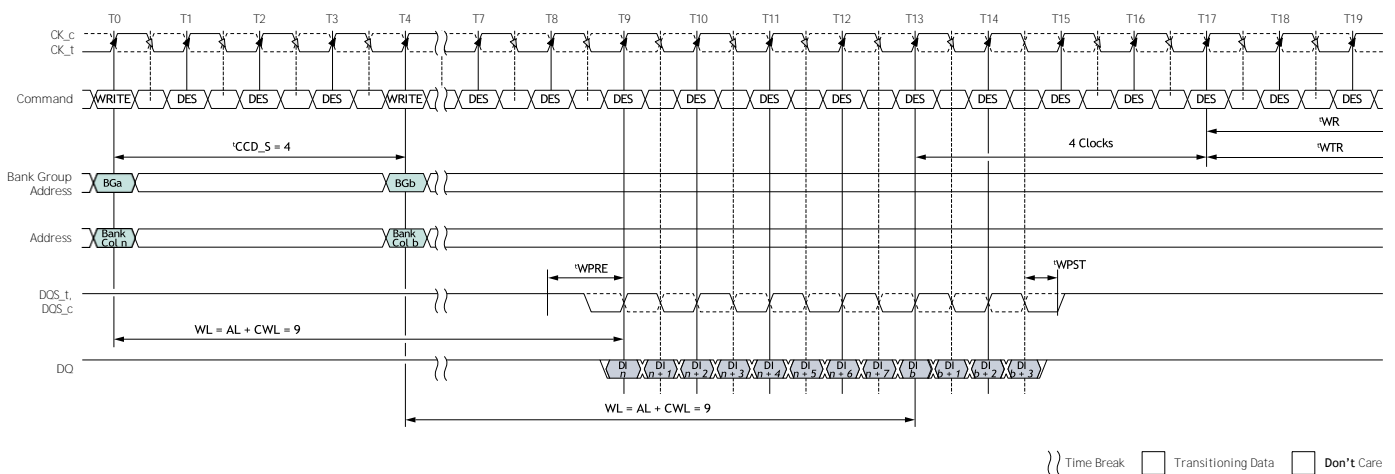 T0 T1 T2 T3 T4 T7 T8 T9 T10 T11 T12 T13 T14 T15 T16 T17 T18 T19
CK_c
CK_t
Command WRITE DES DES DES WRITE DES DES DES DES DES DES DES DES DES DES DES DES DES
tWR
tCCD_S = 4
4 Clocks
tWTR
Bank Group
Address
BGa BGb
Address
Bank
Col n
Bank
Col b
tWPRE
tWPST
DQS_t,
DQS_c
WL = AL + CWL = 9
DQ
DI
n
DI
n + 1
DI
n + 2
DI
n + 3
DI
n + 4
DI
n + 5
DI
n + 6
DI
n + 7
DI
b
DI
b + 1
DI
b + 2
DI
b + 3
WL = AL + CWL = 9
Time Break Transitioning Data Don't Care